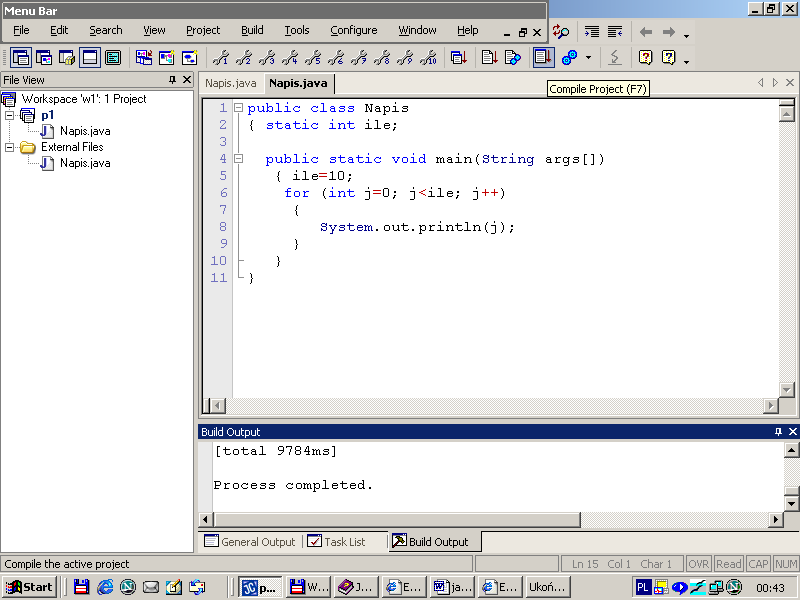 Menu Bar
File Edit Search View Project Build Tools Configure Window Help
File View
Workspace 'w1': 1 Project
p1
Napis.java
External Files
Napis.java
Napis.java Napis.java
Compile Project (F7)
1 public class Napis
2 { static int ile;
3
4 public static void main(String args[])
5 { ile=10;
6 for (int j=0; j<ile; j++)
7 {
8 System.out.println(j);
9 }
10 }
11 }
Build Output
[total 9784ms]
Process completed.
General Output Task List Build Output
Compile the active project
Ln 15 Col 1 Char 1 OVR Read CAP NUM
Start p... W... J... E... ja... E... Ukoń... PL 00:43